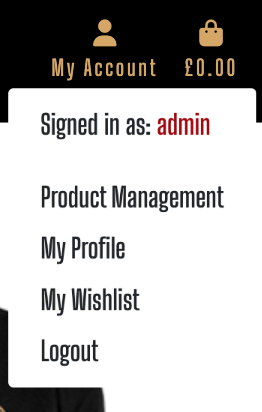 My Account £0.00
Signed in as: admin
Product Management
My Profile
My Wishlist
Logout